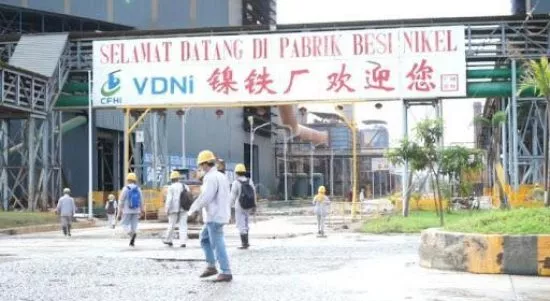 SELAMAT DATANG DI PABRIK BESI NIKEL
CFHI VDNi 镍铁厂欢迎您